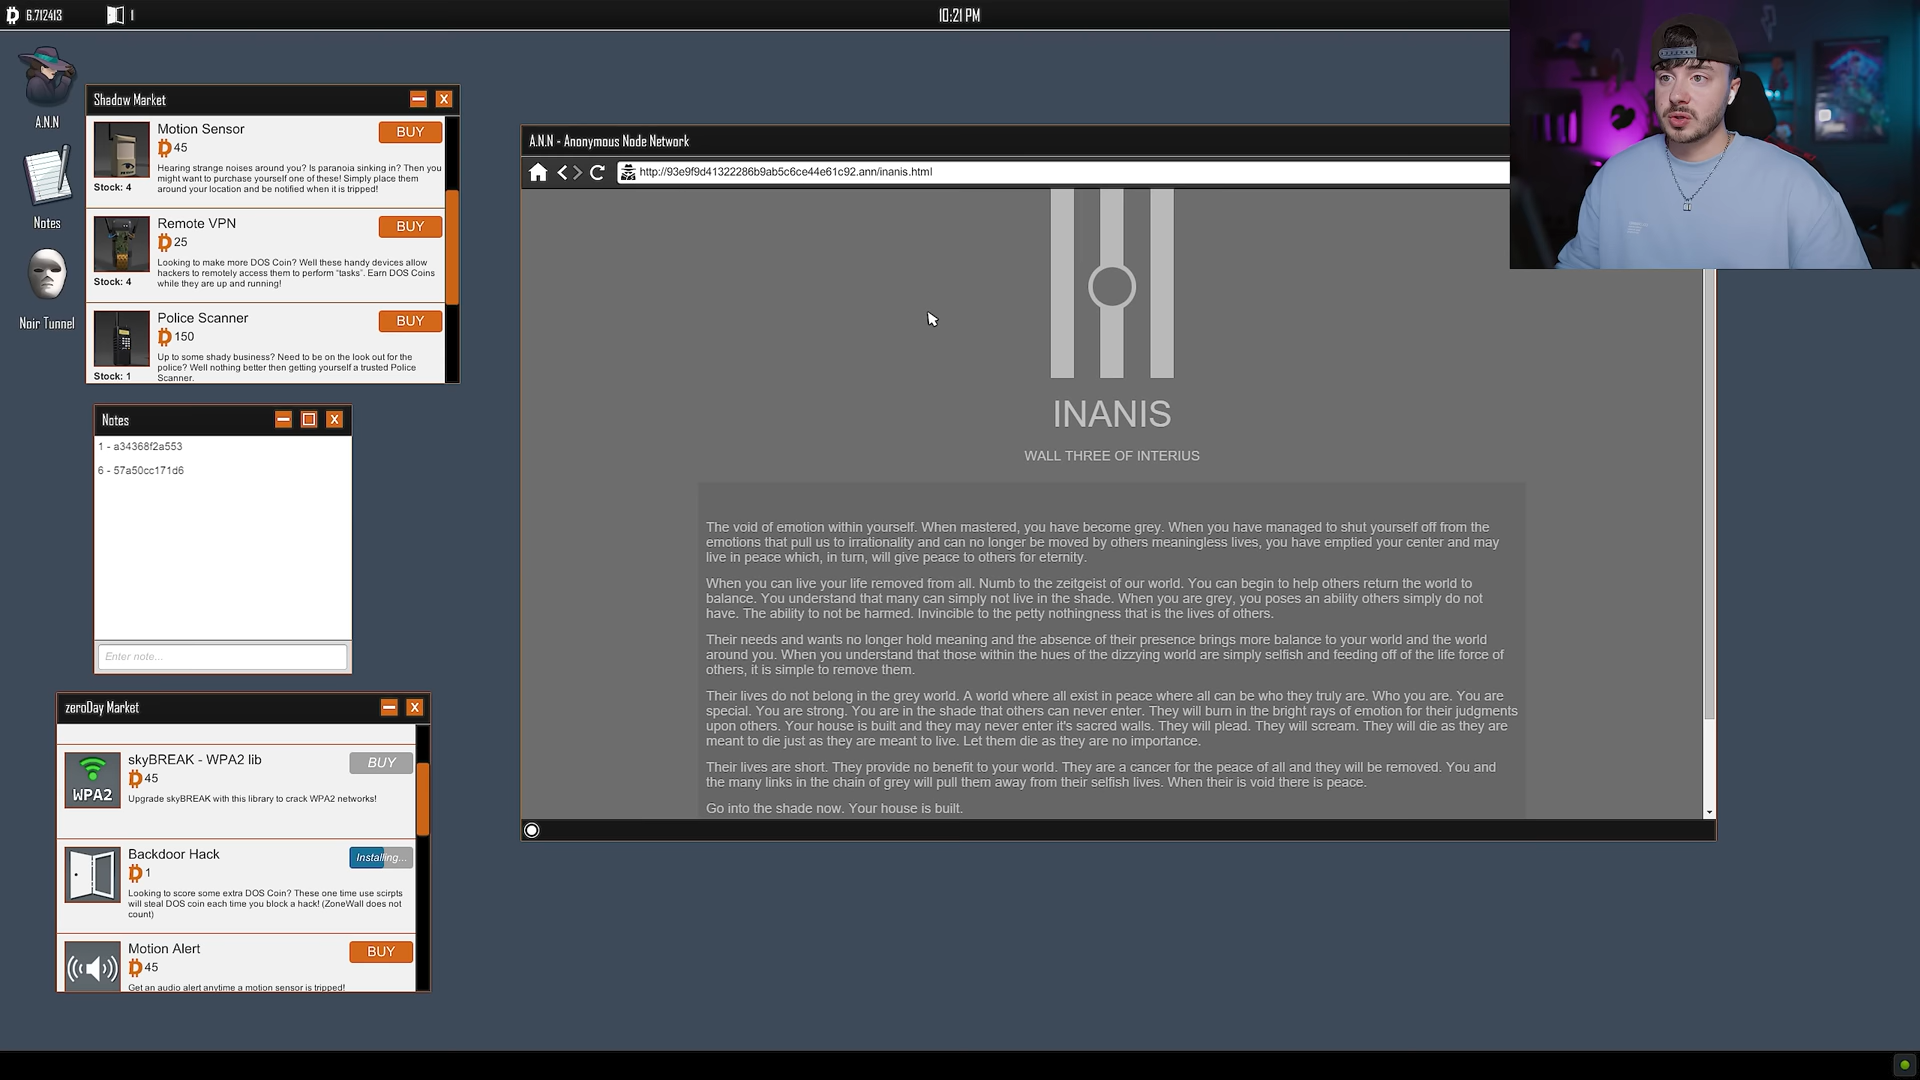 6.712413
1
10:21 PM
A.N.N
Notes
Noir Tunnel
Shadow Market
Motion Sensor
BUY
45
Hearing strange noises around you? Is paranoia sinking in? Then you
might want to purchase yourself one of these! Simply place them
around your location and be notified when it is tripped!
Stock: 4
Remote VPN
BUY
25
Looking to make more DOS Coin? Well these handy devices allow
hackers to remotely access them to perform "tasks". Earn DOS Coins
while they are up and running!
Stock: 4
Police Scanner
BUY
150
Up to some shady business? Need to be on the look out for the
police? Well nothing better then getting yourself a trusted Police
Scanner.
Stock: 1
Notes
1 - a34368f2a553
6 - 57a50cc171d6
Enter note...
zeroDay Market
skyBREAK - WPA2 lib
BUY
45
WPA2
Upgrade skyBREAK with this library to crack WPA2 networks!
Backdoor Hack
Installing...
1
Looking to score some extra DOS Coin? These one time use scirpts
will steal DOS coin each time you block a hack! (ZoneWall does not
count)
Motion Alert
BUY
45
Get an audio alert anytime a motion sensor is tripped!
A.N.N - Anonymous Node Network
http://93e9f9d41322286b9ab5c6ce44e61c92.ann/inanis.html
INANIS
WALL THREE OF INTERIUS
The void of emotion within yourself. When mastered, you have become grey. When you have managed to shut yourself off from the
emotions that pull us to irrationality and can no longer be moved by others meaningless lives, you have emptied your center and may
live in peace which, in turn, will give peace to others for eternity.
When you can live your life removed from all. Numb to the zeitgeist of our world. You can begin to help others return the world to
balance. You understand that many can simply not live in the shade. When you are grey, you poses an ability others simply do not
have. The ability to not be harmed. Invincible to the petty nothingness that is the lives of others.
Their needs and wants no longer hold meaning and the absence of their presence brings more balance to your world and the world
around you. When you understand that those within the hues of the dizzying world are simply selfish and feeding off of the life force of
others, it is simple to remove them.
Their lives do not belong in the grey world. A world where all exist in peace where all can be who they truly are. Who you are. You are
special. You are strong. You are in the shade that others can never enter. They will burn in the bright rays of emotion for their judgments
upon others. Your house is built and they may never enter it's sacred walls. They will plead. They will scream. They will die as they are
meant to die just as they are meant to live. Let them die as they are no importance.
Their lives are short. They provide no benefit to your world. They are a cancer for the peace of all and they will be removed. You and
the many links in the chain of grey will pull them away from their selfish lives. When their is void there is peace.
Go into the shade now. Your house is built.